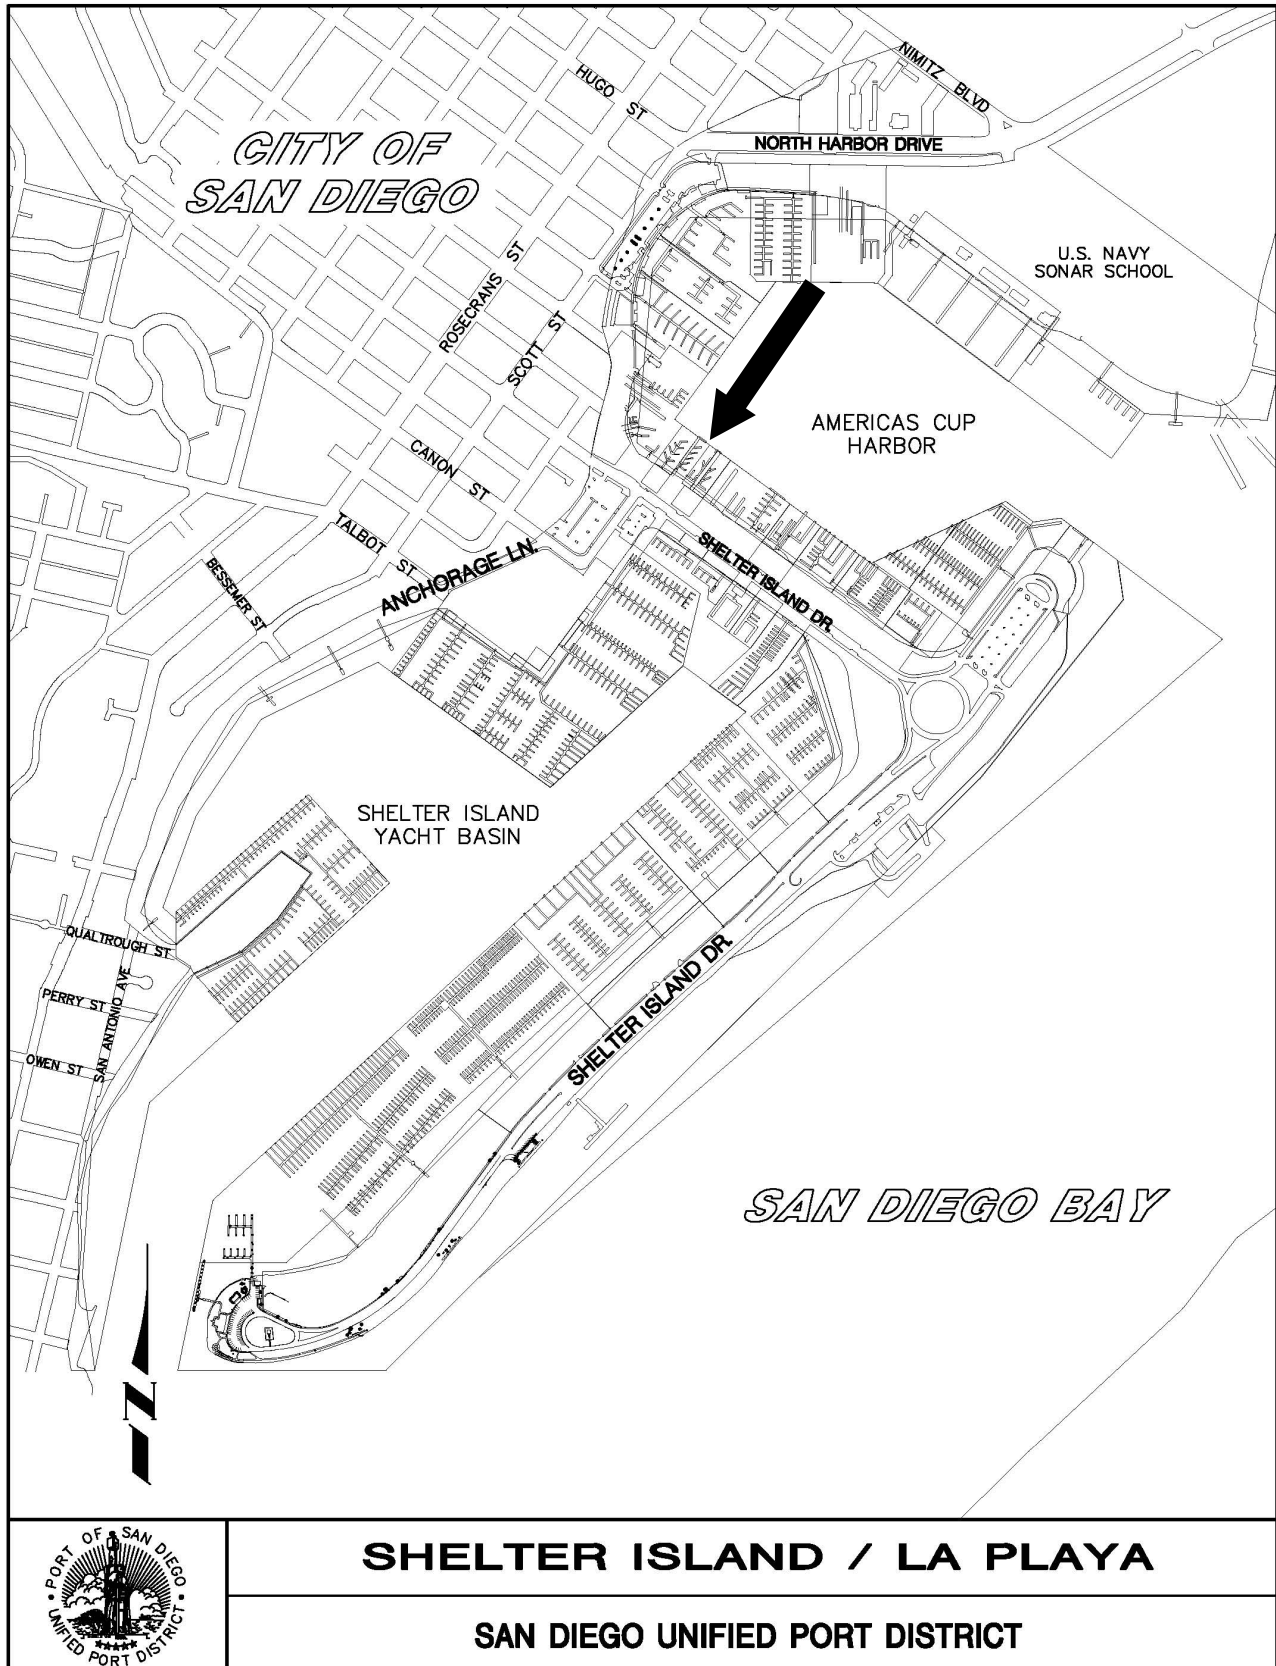 NIMITZ BLVD
HUGO ST
NORTH HARBOR DRIVE
CITY OF
SAN DIEGO
U.S. NAVY
SONAR SCHOOL
ROSECRANS ST
SCOTT ST
AMERICAS CUP
HARBOR
CANON ST
TALBOT ST
ANCHORAGE LN.
BESSEMER ST
SHELTER ISLAND DR.
SHELTER ISLAND
YACHT BASIN
QUALTROUGH ST
PERRY ST
SAN ANTONIO AVE
OWEN ST
SHELTER ISLAND DR.
SAN DIEGO BAY
N
PORT OF SAN DIEGO
UNIFIED PORT DISTRICT
SHELTER ISLAND / LA PLAYA
SAN DIEGO UNIFIED PORT DISTRICT